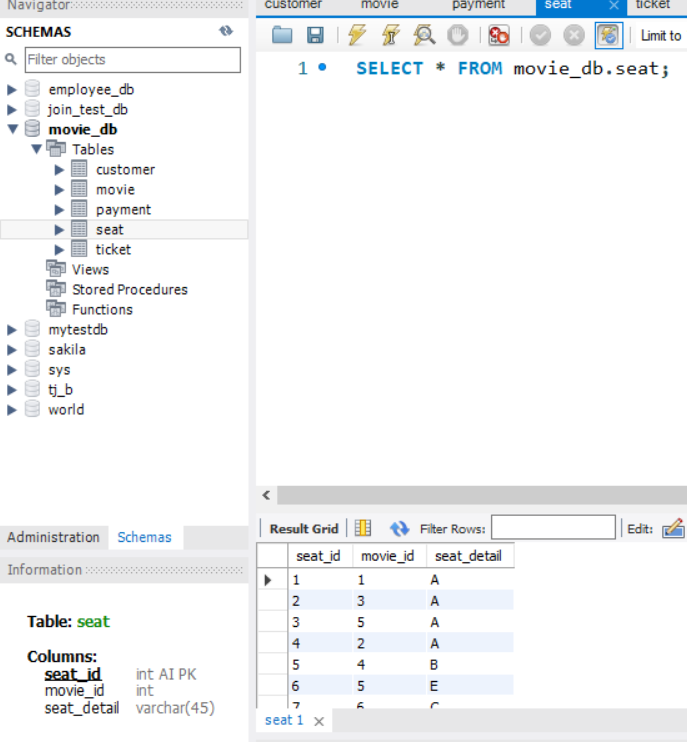 Navigator
customer movie payment seat × ticket
SCHEMAS
Limit to
Filter objects
1 SELECT * FROM movie_db.seat;
employee_db
join_test_db
movie_db
Tables
customer
movie
payment
seat
ticket
Views
Stored Procedures
Functions
mytestdb
sakila
sys
tj_b
world
Administration Schemas
Information
Table: seat
Columns:
seat_id int AI PK
movie_id int
seat_detail varchar(45)
Result Grid Filter Rows: Edit:
seat_id movie_id seat_detail
1 1 A
2 3 A
3 5 A
4 2 A
5 4 B
6 5 E
7 6 C
seat 1 ×